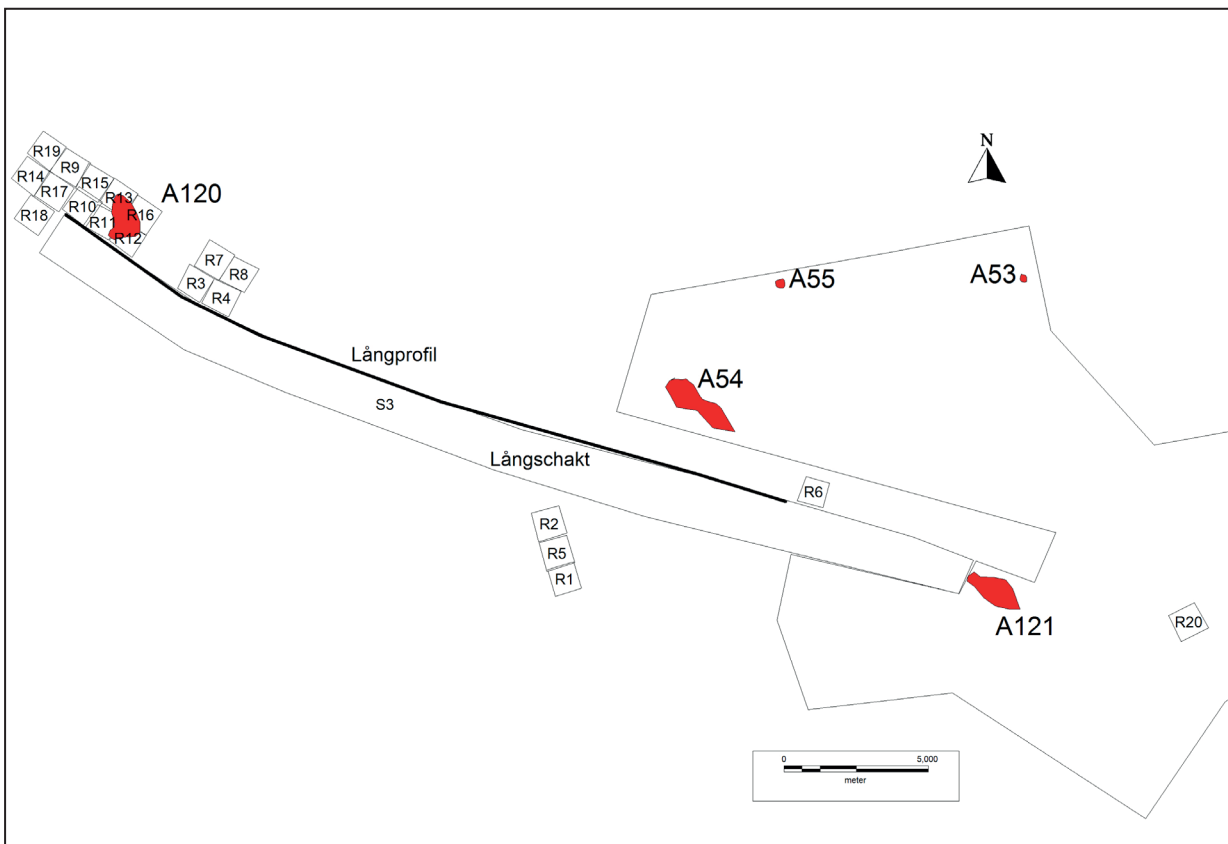 N
R19
R9
R14
R15
R17
R13
A120
R10
R16
R18
R11
R12
R7
R8
R3
R4
A55
A53
Långprofil
A54
S3
Långschakt
R6
R2
R5
R1
A121
R20
0 5,000
meter